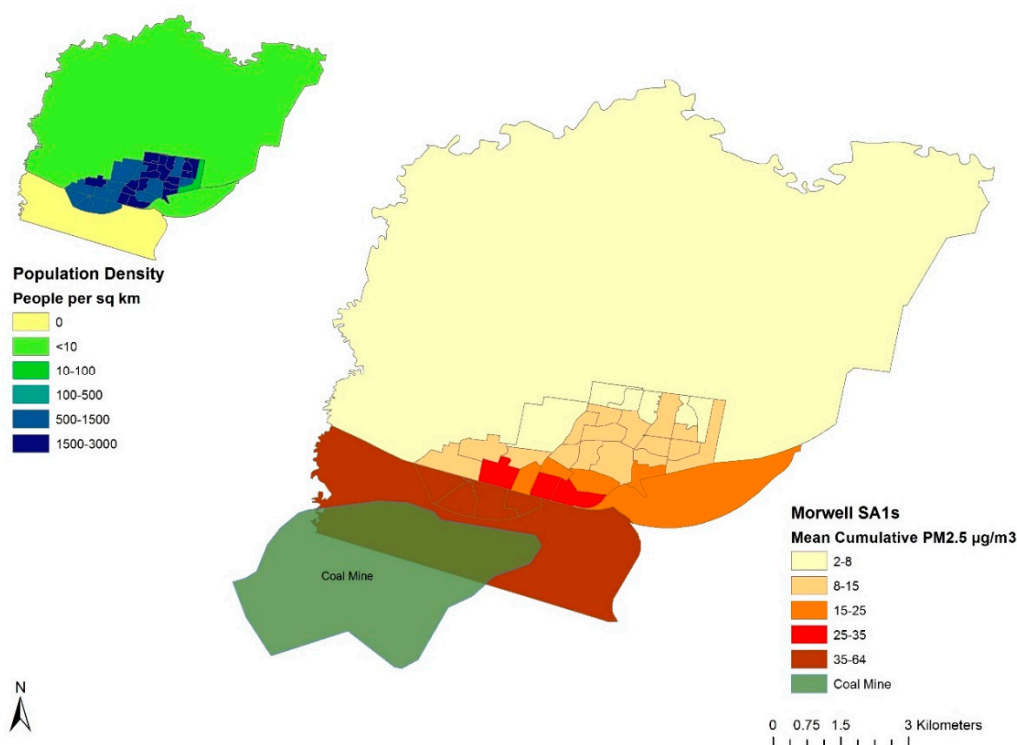 Population Density
People per sq km
0
<10
10-100
100-500
500-1500
1500-3000
Coal Mine
Morwell SA1s
Mean Cumulative PM2.5 µg/m3
2-8
8-15
15-25
25-35
35-64
Coal Mine
N
0 0.75 1.5 3 Kilometers